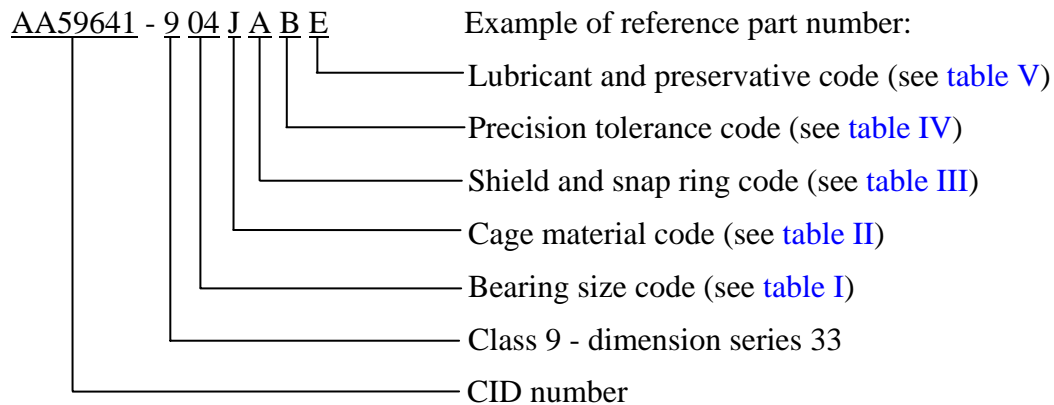 AA59641 - 9 04 J A B E Example of reference part number:
Lubricant and preservative code (see table V)
Precision tolerance code (see table IV)
Shield and snap ring code (see table III)
Cage material code (see table II)
Bearing size code (see table I)
Class 9 - dimension series 33
CID number